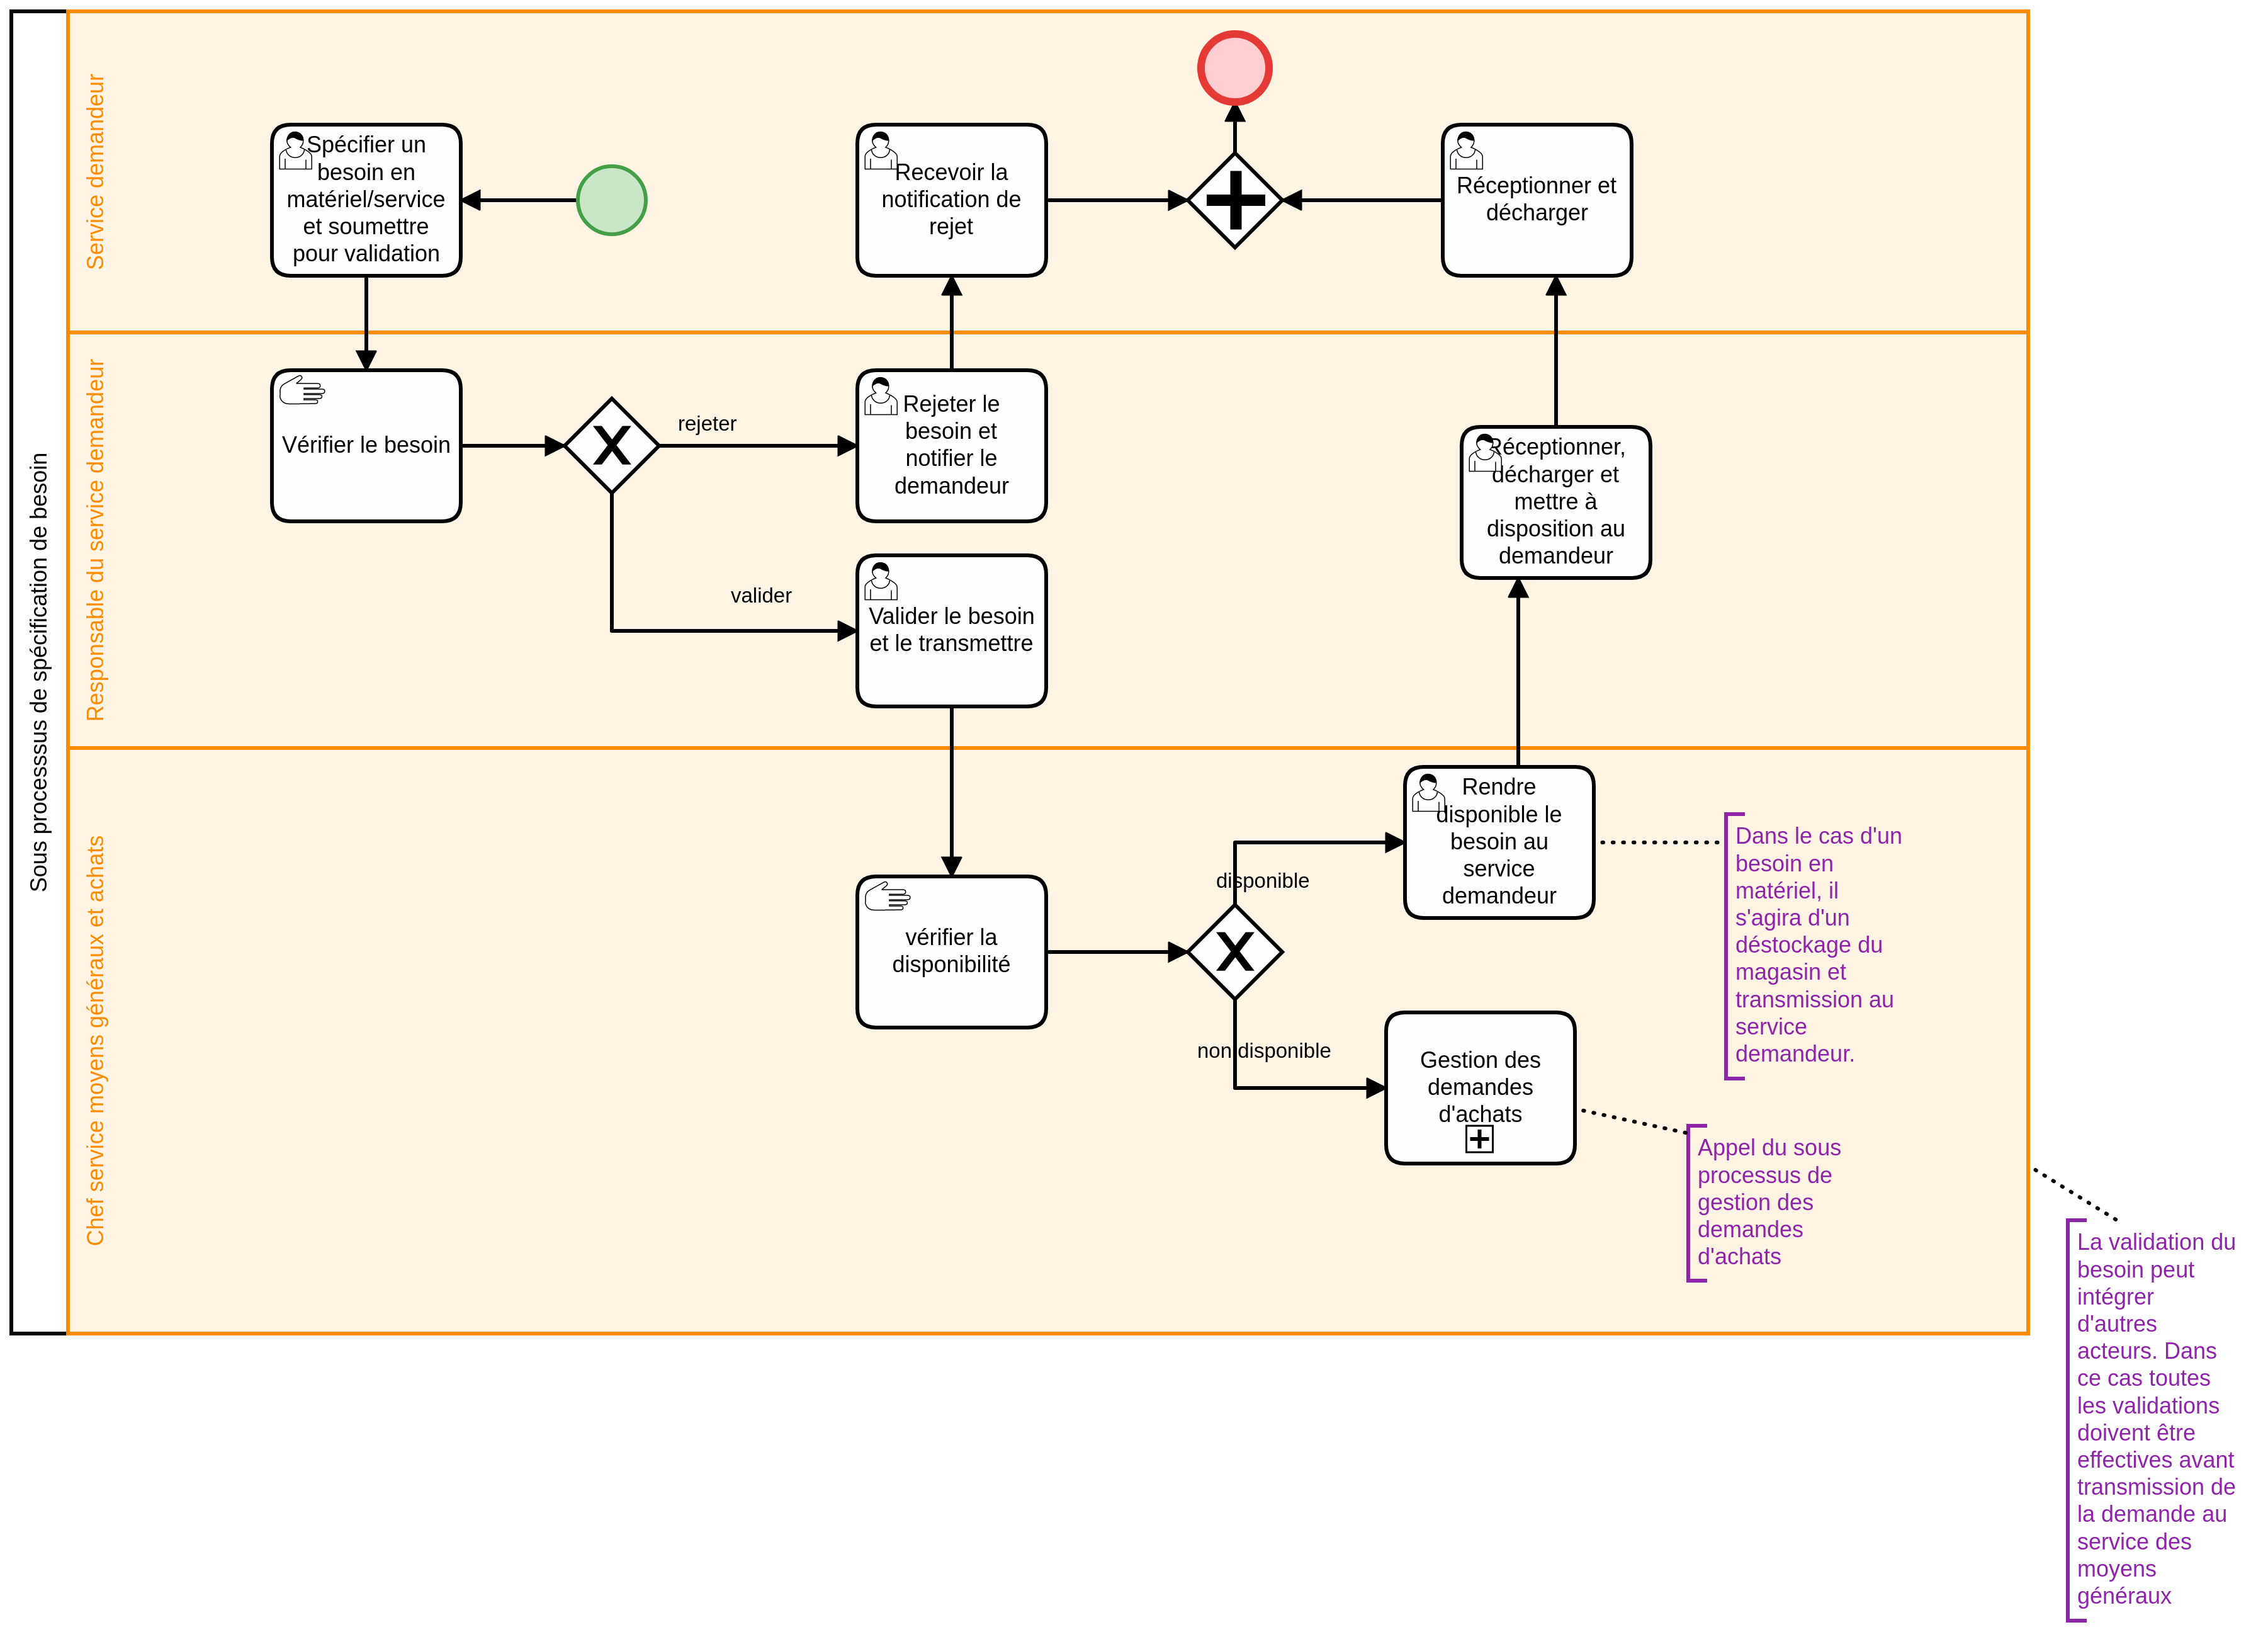 Sous processus de spécification de besoin
Service demandeur
Spécifier un
besoin en
matériel/service
et soumettre
pour validation
Recevoir la
notification de
rejet
Réceptionner et
décharger
Responsable du service demandeur
Vérifier le besoin
rejeter
Rejeter le
besoin et
notifier le
demandeur
valider
Valider le besoin
et le transmettre
Réceptionner,
décharger et
mettre à
disposition au
demandeur
Chef service moyens généraux et achats
vérifier la
disponibilité
disponible
non disponible
Rendre
disponible le
besoin au
service
demandeur
Gestion des
demandes
d'achats
Dans le cas d'un
besoin en
matériel, il
s'agira d'un
déstockage du
magasin et
transmission au
service
demandeur.
Appel du sous
processus de
gestion des
demandes
d'achats
La validation du
besoin peut
intégrer
d'autres
acteurs. Dans
ce cas toutes
les validations
doivent être
effectives avant
transmission de
la demande au
service des
moyens
généraux